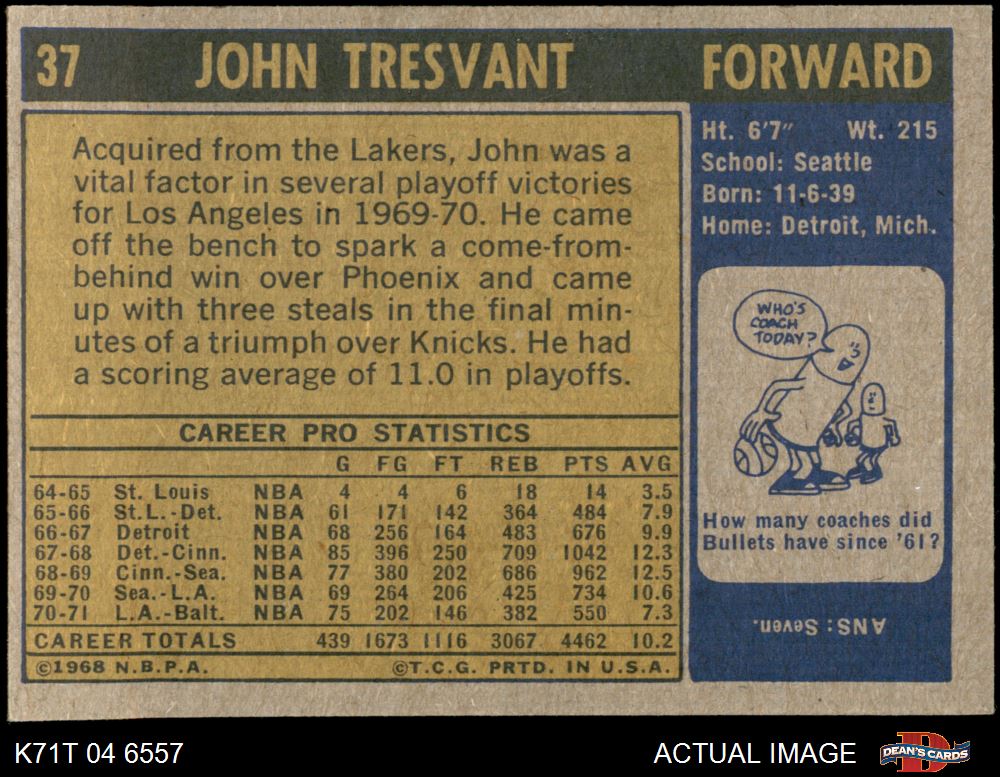 37 JOHN TRESVANT FORWARD
Acquired from the Lakers, John was a
vital factor in several playoff victories
for Los Angeles in 1969-70. He came
off the bench to spark a come-from-
behind win over Phoenix and came
up with three steals in the final min-
utes of a triumph over Knicks. He had
a scoring average of 11.0 in playoffs.
CAREER PRO STATISTICS
G FG FT REB PTS AVG
64-65 St. Louis NBA 4 4 6 18 14 3.5
65-66 St.L.-Det. NBA 61 171 142 364 484 7.9
66-67 Detroit NBA 68 256 164 483 676 9.9
67-68 Det.-Cinn. NBA 85 396 250 709 1042 12.3
68-69 Cinn.-Sea. NBA 77 380 202 686 962 12.5
69-70 Sea.-L.A. NBA 69 264 206 425 734 10.6
70-71 L.A.-Balt. NBA 75 202 146 382 550 7.3
CAREER TOTALS 439 1673 1116 3067 4462 10.2
©1968 N.B.P.A. ©T.C.G. PRTD. IN U.S.A.
Ht. 6'7" Wt. 215
School: Seattle
Born: 11-6-39
Home: Detroit, Mich.
WHO'S
COACH
TODAY?
How many coaches did
Bullets have since '61?
ANS: Seven.
K71T 04 6557 ACTUAL IMAGE DEAN'S CARDS